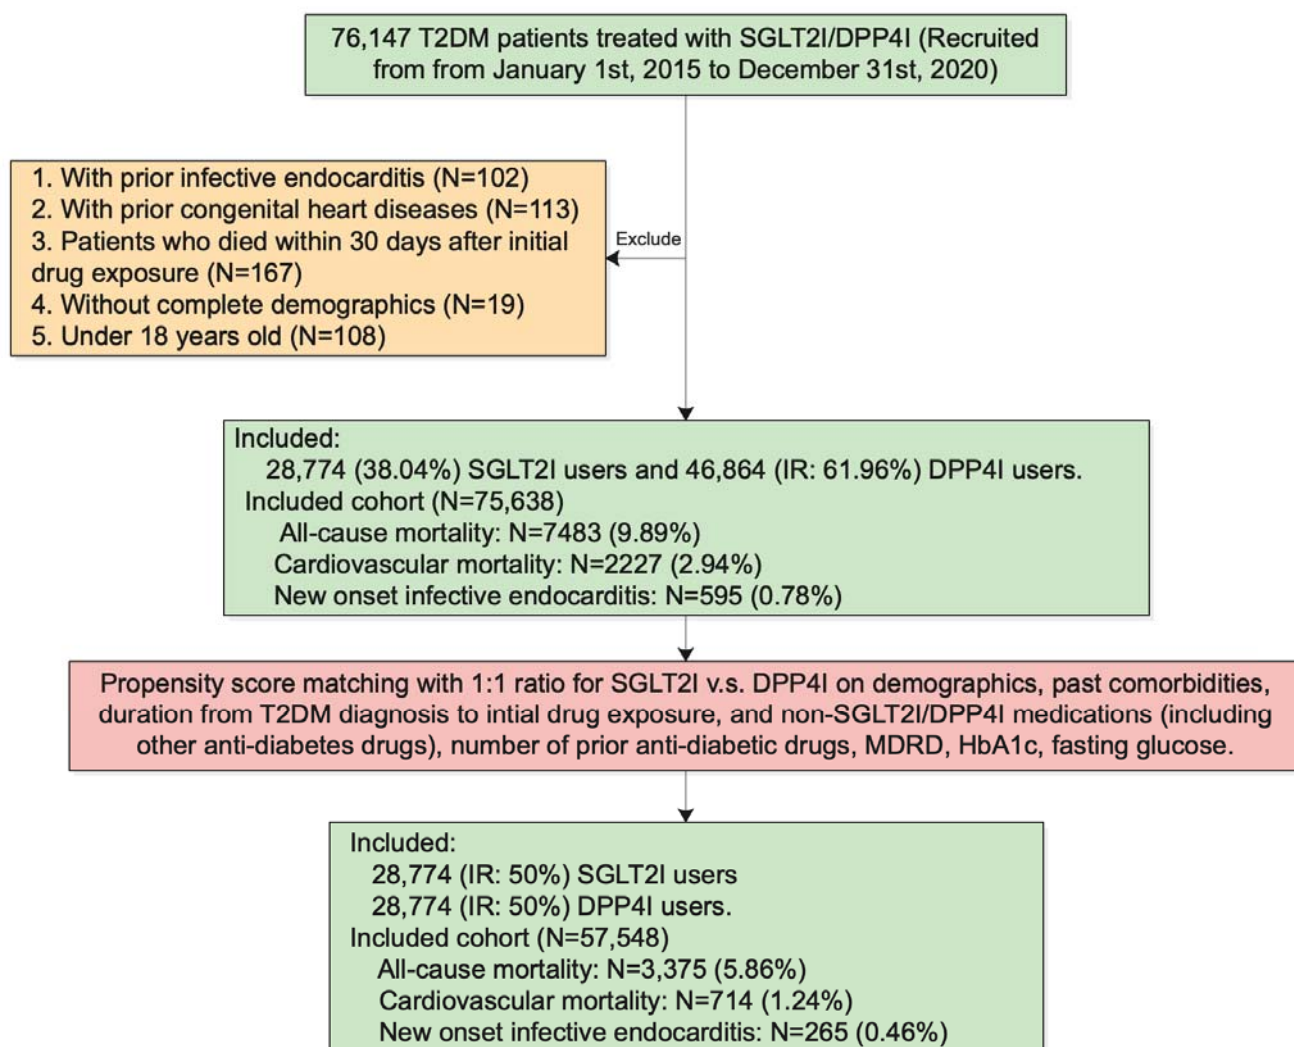 76,147 T2DM patients treated with SGLT2I/DPP4I (Recruited
from from January 1st, 2015 to December 31st, 2020)
1. With prior infective endocarditis (N=102)
2. With prior congenital heart diseases (N=113)
3. Patients who died within 30 days after initial
drug exposure (N=167)
4. Without complete demographics (N=19)
5. Under 18 years old (N=108)
Exclude
Included:
28,774 (38.04%) SGLT2I users and 46,864 (IR: 61.96%) DPP4I users.
Included cohort (N=75,638)
All-cause mortality: N=7483 (9.89%)
Cardiovascular mortality: N=2227 (2.94%)
New onset infective endocarditis: N=595 (0.78%)
Propensity score matching with 1:1 ratio for SGLT2I v.s. DPP4I on demographics, past comorbidities,
duration from T2DM diagnosis to intial drug exposure, and non-SGLT2I/DPP4I medications (including
other anti-diabetes drugs), number of prior anti-diabetic drugs, MDRD, HbA1c, fasting glucose.
Included:
28,774 (IR: 50%) SGLT2I users
28,774 (IR: 50%) DPP4I users.
Included cohort (N=57,548)
All-cause mortality: N=3,375 (5.86%)
Cardiovascular mortality: N=714 (1.24%)
New onset infective endocarditis: N=265 (0.46%)